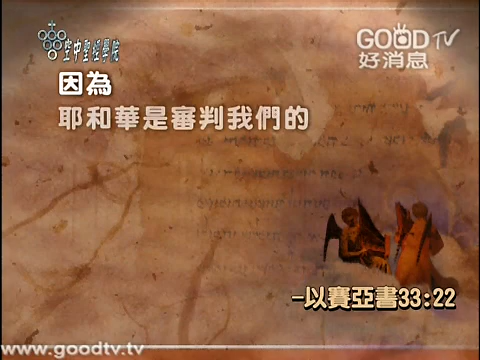 空中聖經學院
GOOD TV
好消息
因為
耶和華是審判我們的
-以賽亞書33:22
www.goodtv.tv